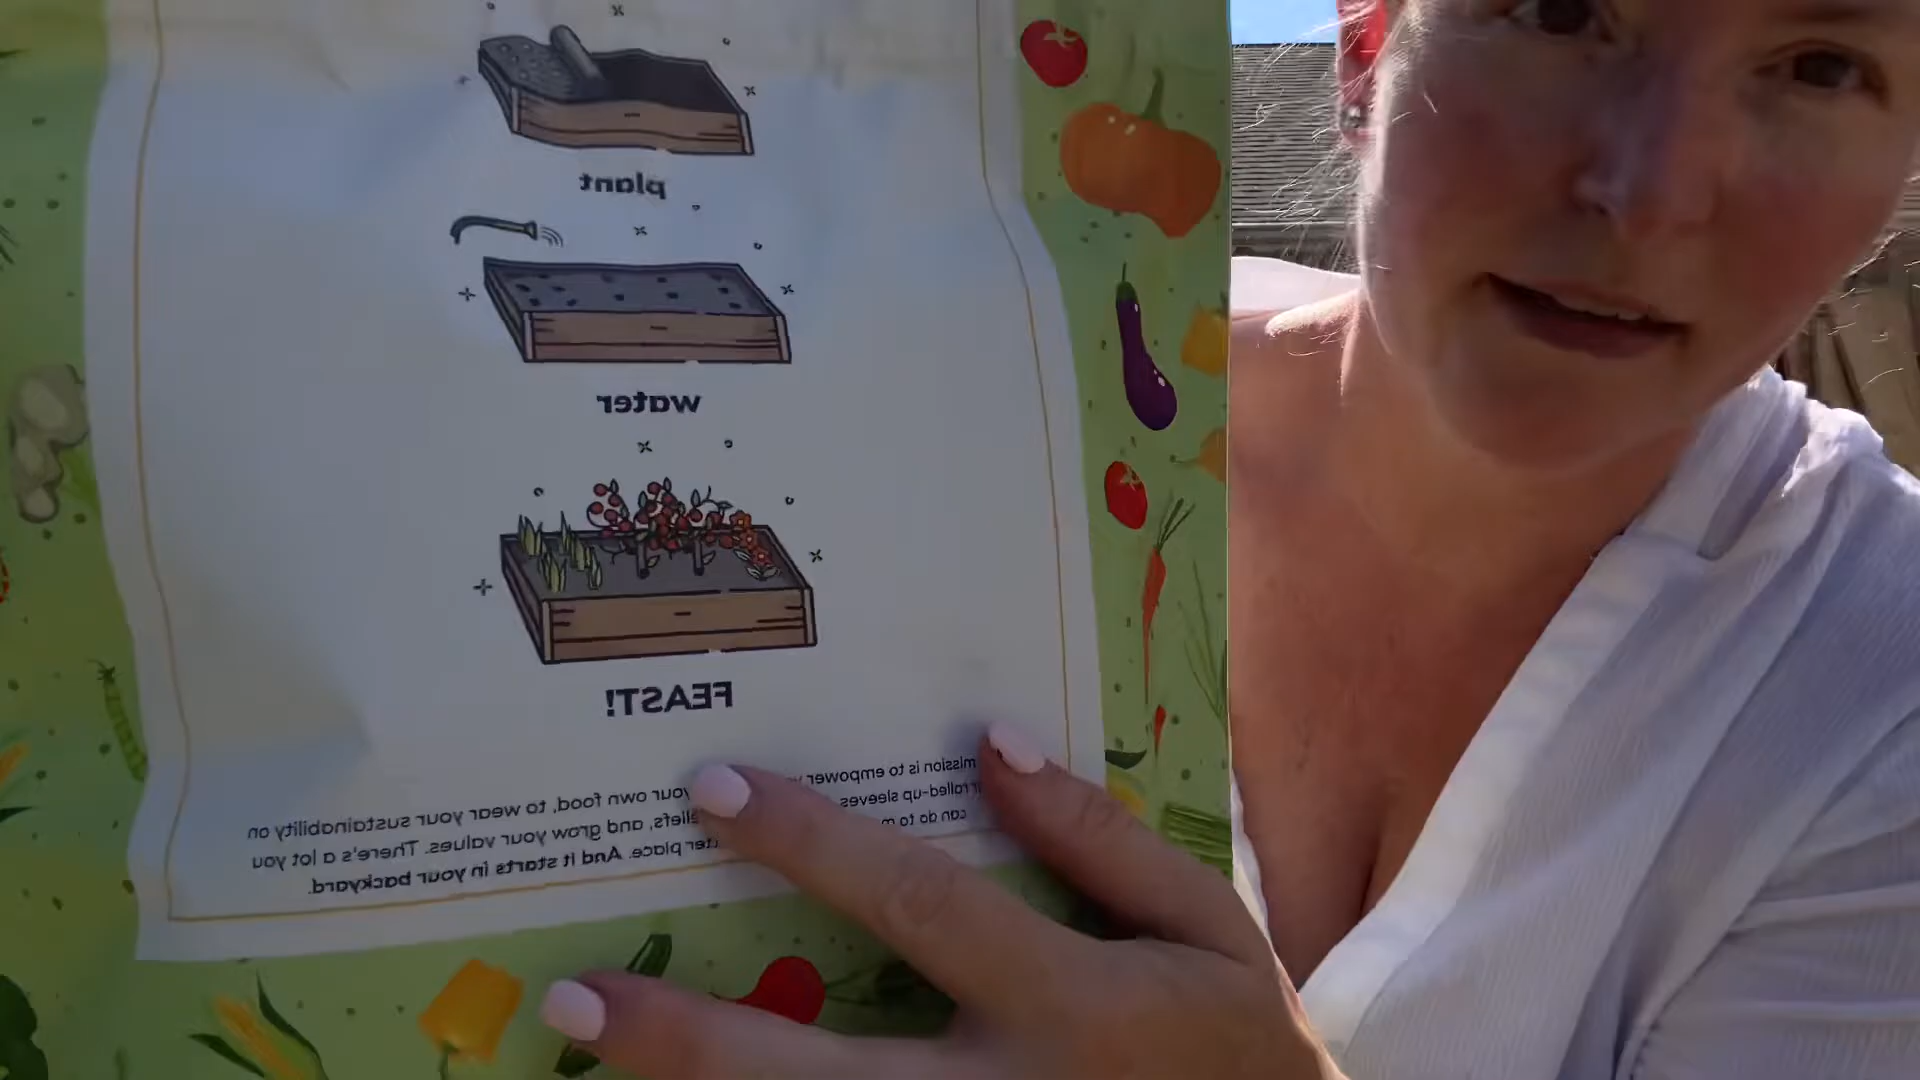 plant
water
FEAST!
mission is to empower
your own food, to wear your sustainability on
rolled-up sleeves
and grow your values. There's a lot you
can do to
place. And it starts in your backyard.